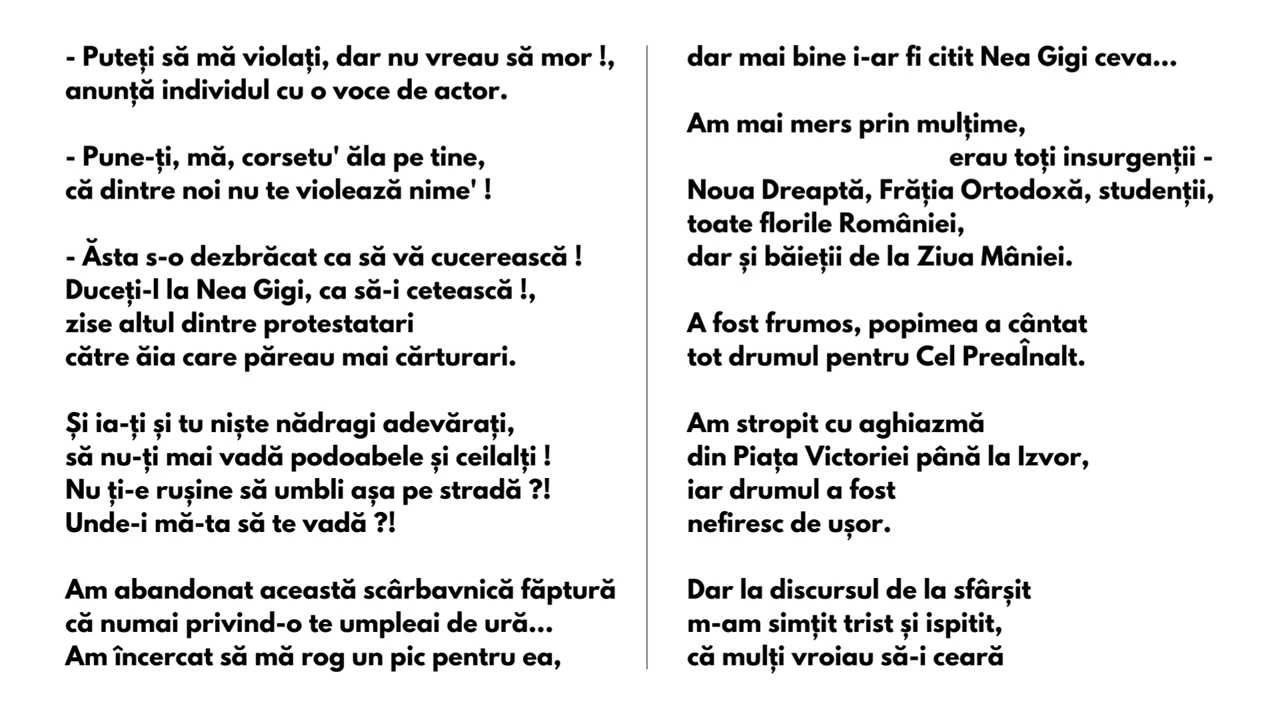 - Puteți să mă violați, dar nu vreau să mor !,
anunță individul cu o voce de actor.
- Pune-ți, mă, corsetu' ăla pe tine,
că dintre noi nu te violează nime' !
- Ăsta s-o dezbrăcat ca să vă cucerească !
Duceți-l la Nea Gigi, ca să-i cetească !,
zise altul dintre protestatari
către ăia care păreau mai cărturari.
Și ia-ți și tu niște nădragi adevărați,
să nu-ți mai vadă podoabele și ceilalți !
Nu ți-e rușine să umbli așa pe stradă ?!
Unde-i mă-ta să te vadă ?!
Am abandonat această scârbavnică făptură
că numai privind-o te umpleai de ură...
Am încercat să mă rog un pic pentru ea,
dar mai bine i-ar fi citit Nea Gigi ceva...
Am mai mers prin mulțime,
erau toți insurgenții -
Noua Dreaptă, Frăția Ortodoxă, studenții,
toate florile României,
dar și băieții de la Ziua Mâniei.
A fost frumos, popimea a cântat
tot drumul pentru Cel PreaÎnalt.
Am stropit cu aghiazmă
din Piața Victoriei până la Izvor,
iar drumul a fost
nefiresc de ușor.
Dar la discursul de la sfârșit
m-am simțit trist și ispitit,
că mulți vroiau să-i ceară